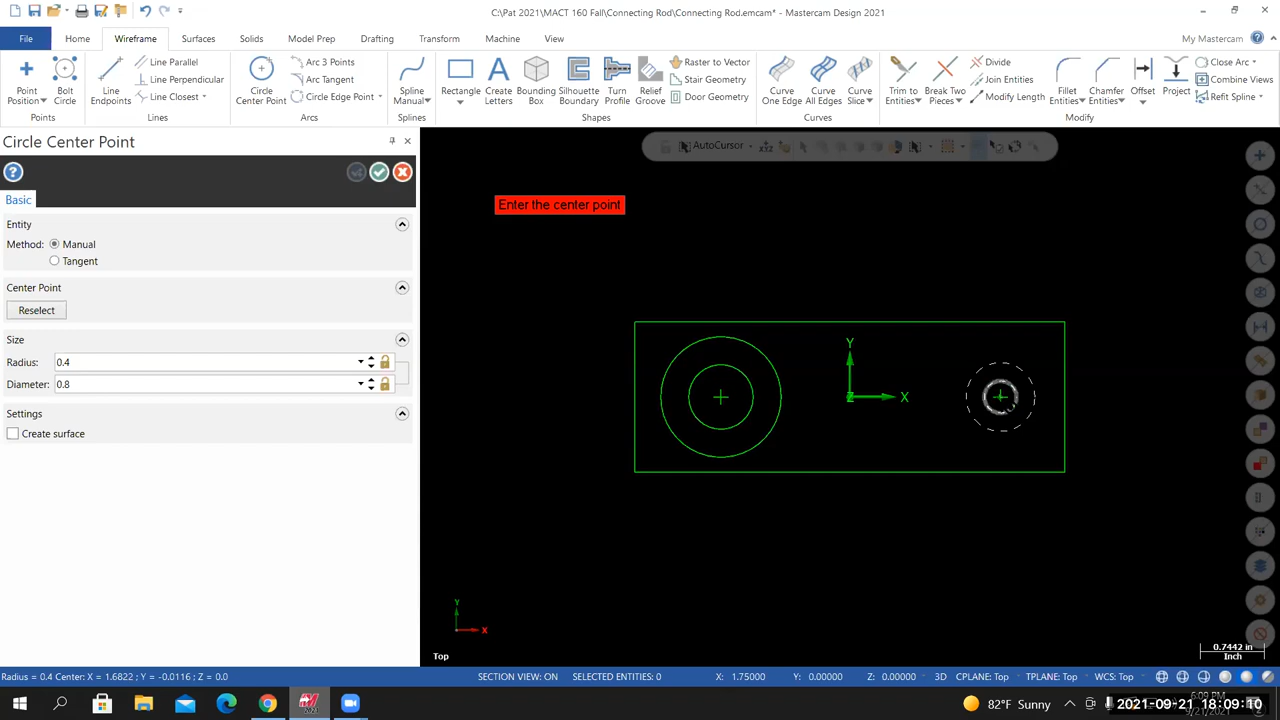 C:\Pat 2021\MACT 160 Fall\Connecting Rod\Connecting Rod.emcam* - Mastercam Design 2021
File Home Wireframe Surfaces Solids Model Prep Drafting Transform Machine View My Mastercam
Point Position
Bolt Circle
Points
Line Endpoints
Line Parallel
Line Perpendicular
Line Closest
Lines
Circle Center Point
Arc 3 Points
Arc Tangent
Circle Edge Point
Arcs
Spline Manual
Splines
Rectangle
Create Letters
Bounding Box
Silhouette Boundary
Turn Profile
Relief Groove
Raster to Vector
Stair Geometry
Door Geometry
Shapes
Curve One Edge
Curve All Edges
Curve Slice
Curves
Trim to Entities
Break Two Pieces
Divide
Join Entities
Modify Length
Fillet Entities
Chamfer Entities
Offset
Project
Close Arc
Combine Views
Refit Spline
Modify
Circle Center Point
Basic
Entity
Method: Manual
Tangent
Center Point
Reselect
Size
Radius: 0.4
Diameter: 0.8
Settings
Create surface
AutoCursor
Enter the center point
Y
Z
X
Y
X
Top
0.7442 in
Inch
Radius = 0.4 Center: X = 1.6822; Y = -0.0116; Z = 0.0 SECTION VIEW: ON SELECTED ENTITIES: 0 X: 1.75000 Y: 0.00000 Z: 0.00000 3D CPLANE: Top TPLANE: Top WCS: Top
82°F Sunny
6:09 PM
2021-09-21 18:09:10
9/21/2021